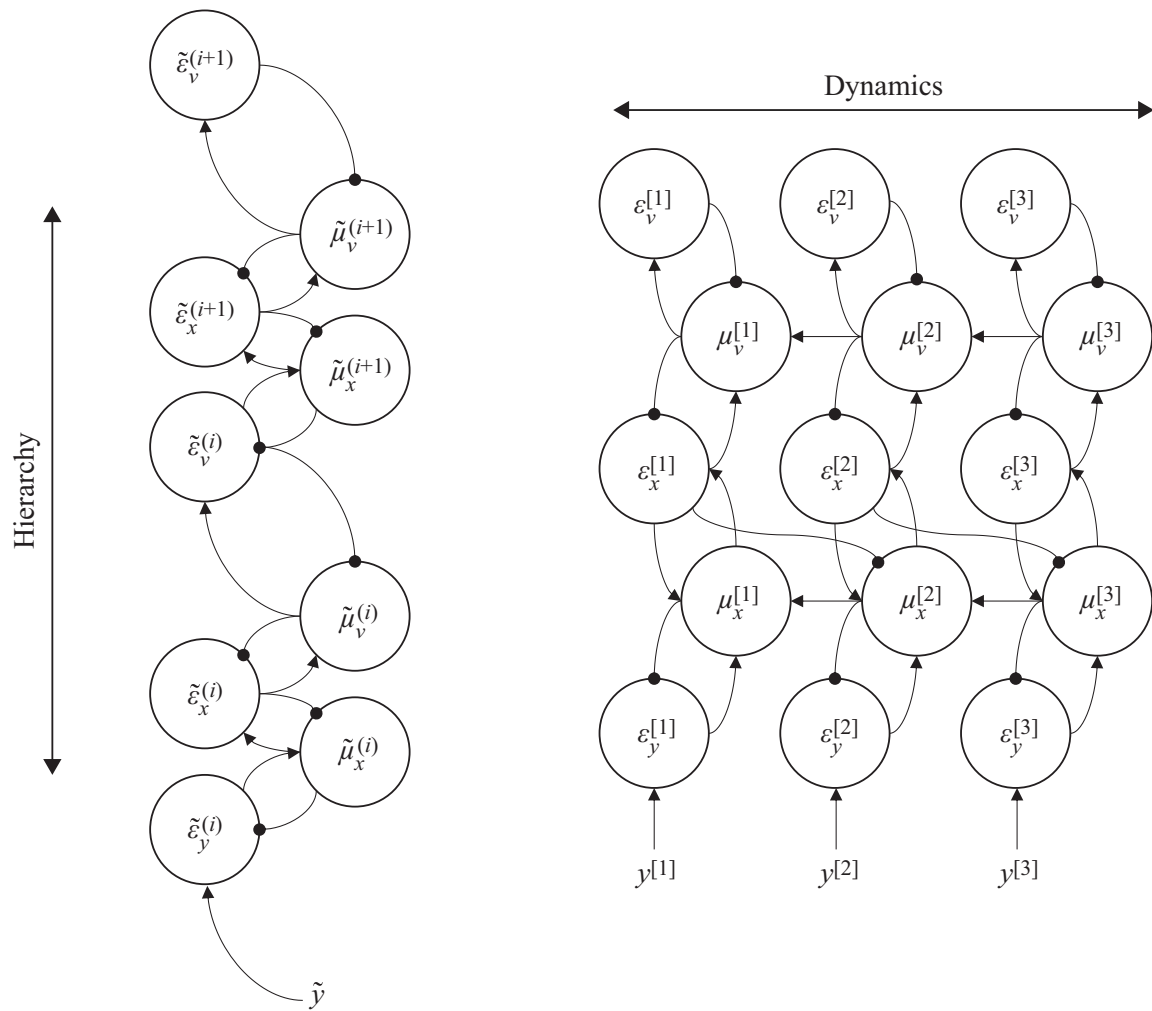 Hierarchy
ε̃_v^(i+1)
μ̃_v^(i+1)
ε̃_x^(i+1)
μ̃_x^(i+1)
ε̃_v^(i)
μ̃_v^(i)
ε̃_x^(i)
μ̃_x^(i)
ε̃_y^(i)
ỹ
Dynamics
ε_v^[1] ε_v^[2] ε_v^[3]
μ_v^[1] μ_v^[2] μ_v^[3]
ε_x^[1] ε_x^[2] ε_x^[3]
μ_x^[1] μ_x^[2] μ_x^[3]
ε_y^[1] ε_y^[2] ε_y^[3]
y^[1] y^[2] y^[3]